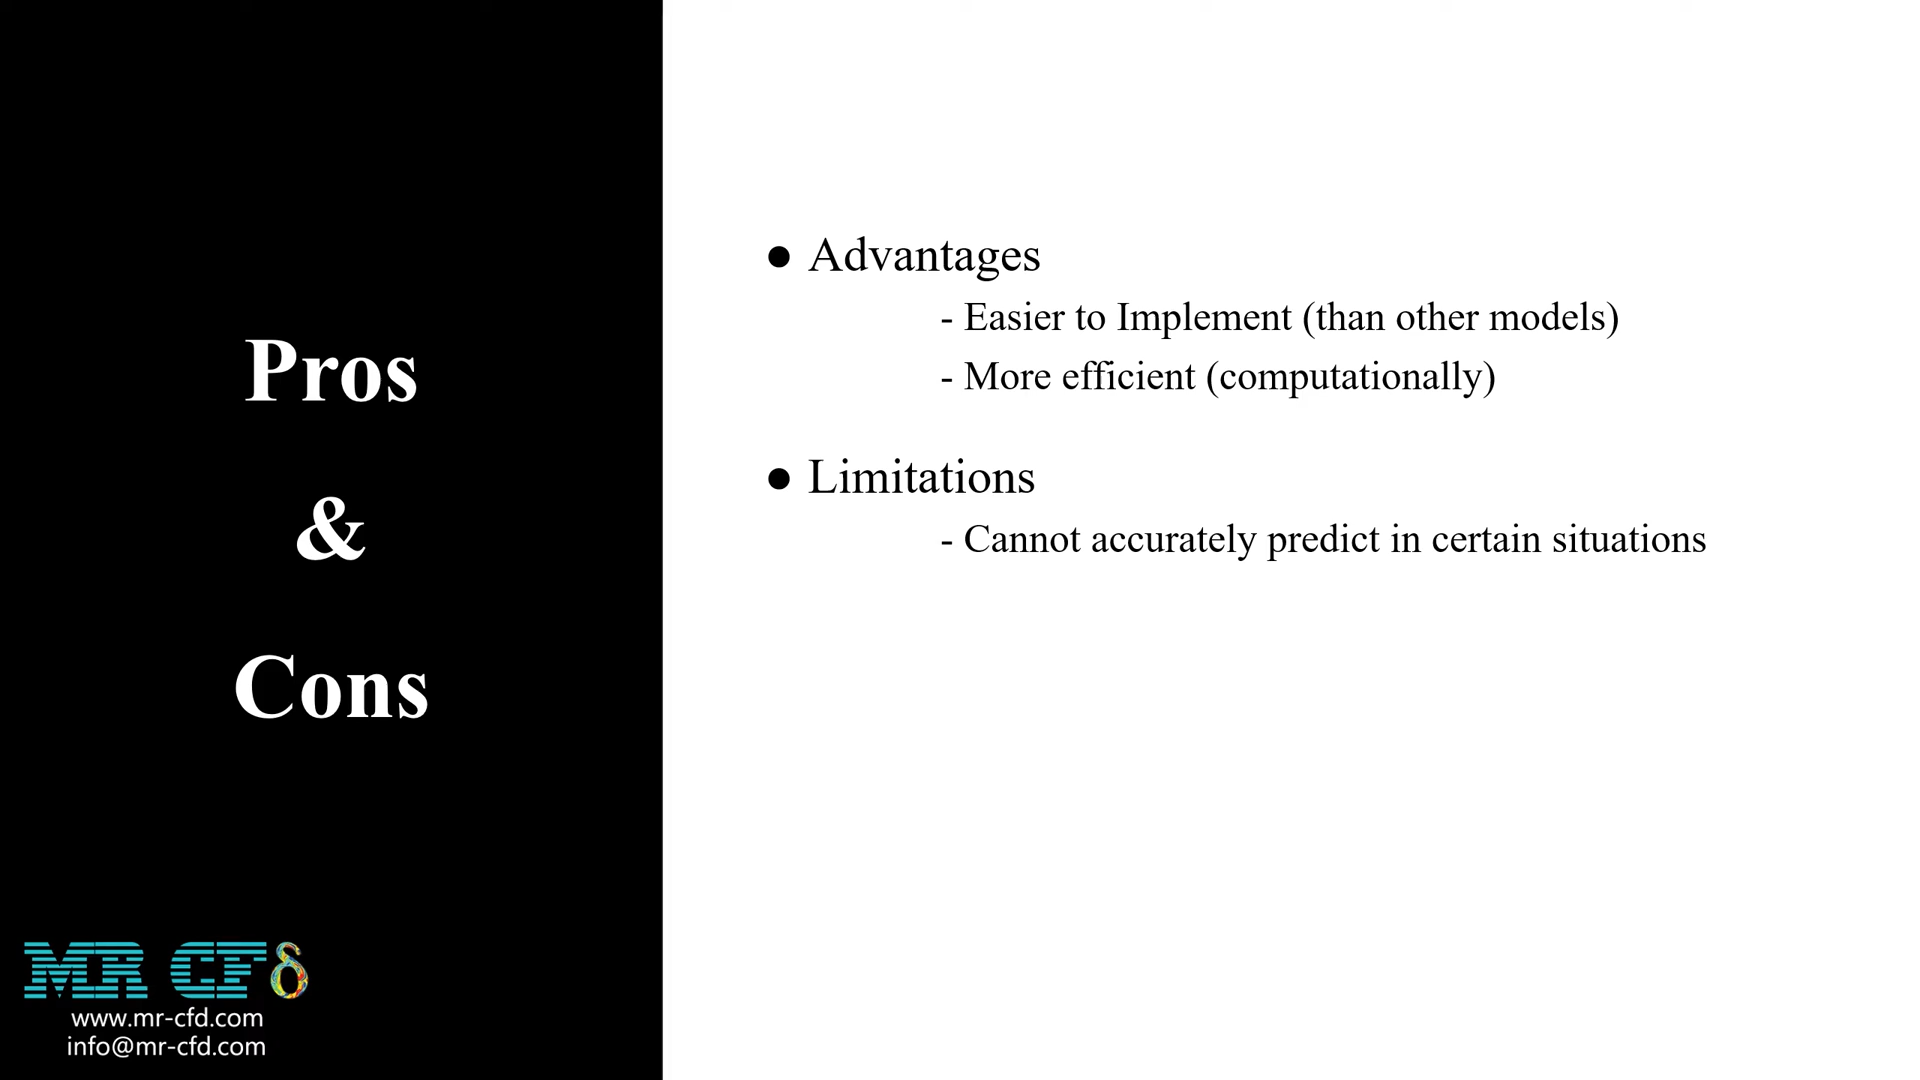 Pros
&
Cons
● Advantages
- Easier to Implement (than other models)
- More efficient (computationally)
● Limitations
- Cannot accurately predict in certain situations
MR CFδ
www.mr-cfd.com
info@mr-cfd.com